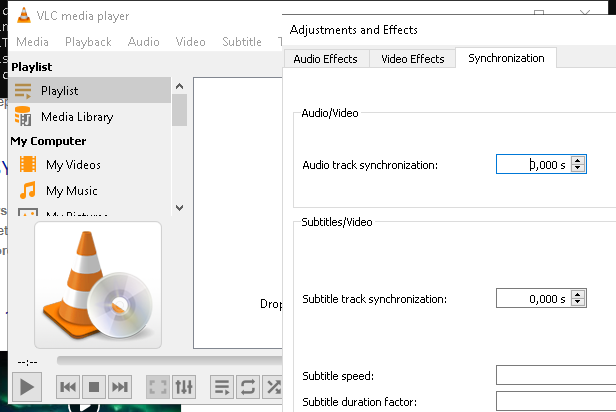 VLC media player
Media Playback Audio Video Subtitle
Adjustments and Effects
Audio Effects Video Effects Synchronization
Playlist
Playlist
Media Library
My Computer
My Videos
My Music
My Pictures
Audio/Video
Audio track synchronization: 0,000 s
Subtitles/Video
Subtitle track synchronization: 0,000 s
Subtitle speed:
Subtitle duration factor:
Drop
--:--